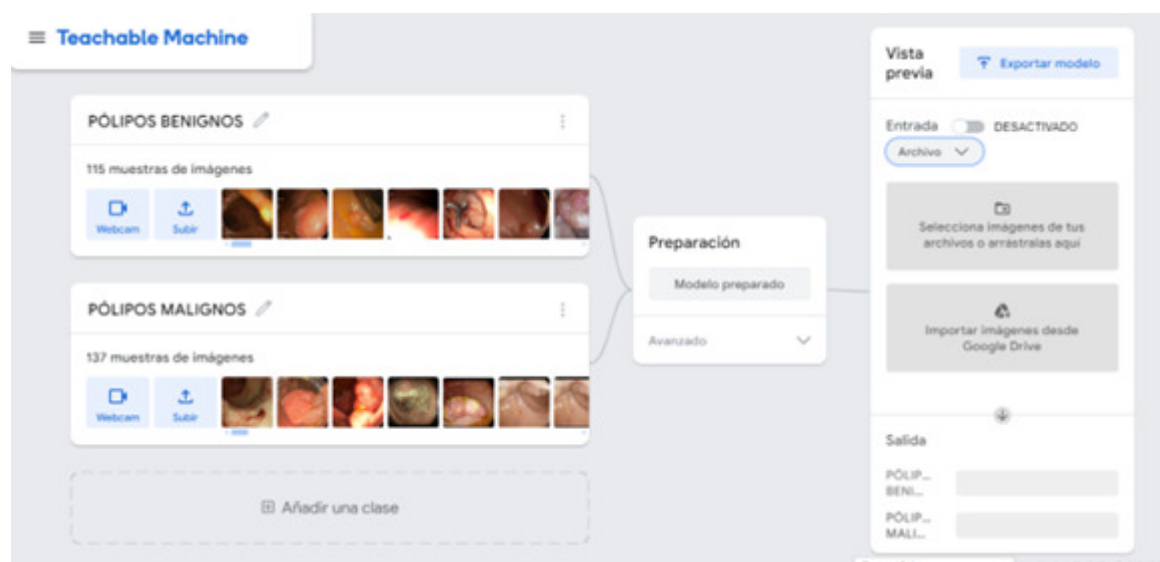 Teachable Machine
PÓLIPOS BENIGNOS
115 muestras de imágenes
Webcam
Subir
PÓLIPOS MALIGNOS
137 muestras de imágenes
Webcam
Subir
Añadir una clase
Preparación
Modelo preparado
Avanzado
Vista
previa
Exportar modelo
Entrada
DESACTIVADO
Archivo
Selecciona imágenes de tus
archivos o arrástralas aquí
Importar imágenes desde
Google Drive
Salida
PÓLIP...
BENI...
PÓLIP...
MALI...